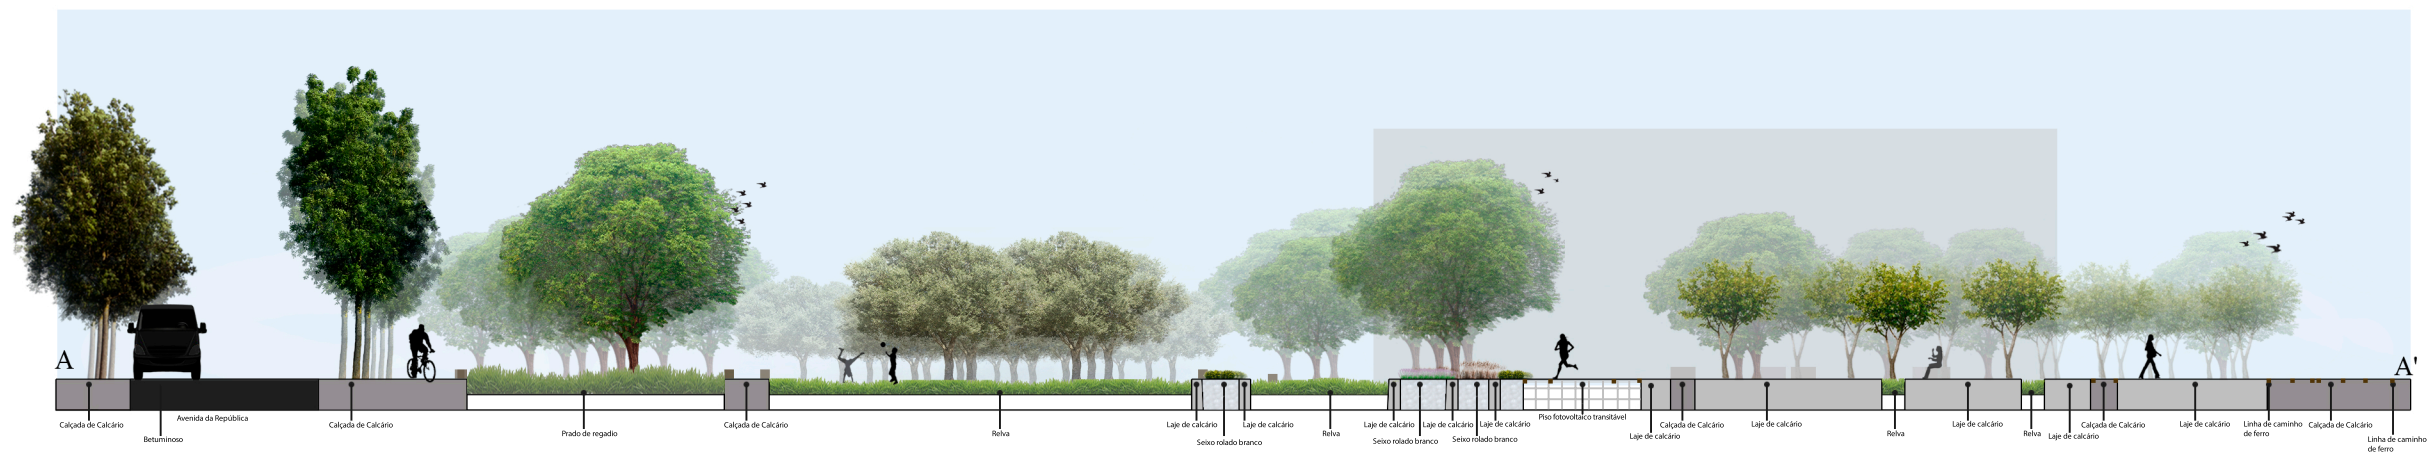 A
A'
Calçada de Calcário
Betuminoso
Avenida da República
Calçada de Calcário
Prado de regadio
Calçada de Calcário
Relva
Laje de calcário
Seixo rolado branco
Laje de calcário
Relva
Laje de calcário
Seixo rolado branco
Laje de calcário
Seixo rolado branco
Laje de calcário
Piso fotovoltaico transitável
Laje de calcário
Calçada de Calcário
Laje de calcário
Relva
Laje de calcário
Relva
Laje de calcário
Calçada de Calcário
Laje de calcário
Linha de caminho
de ferro
Calçada de Calcário
Linha de caminho
de ferro